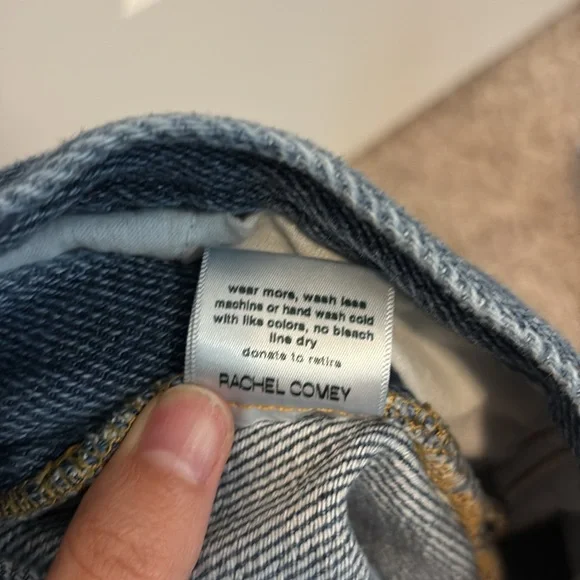 wear more, wash less
machine or hand wash cold
with like colors, no bleach
line dry
donate to retire
RACHEL COMEY